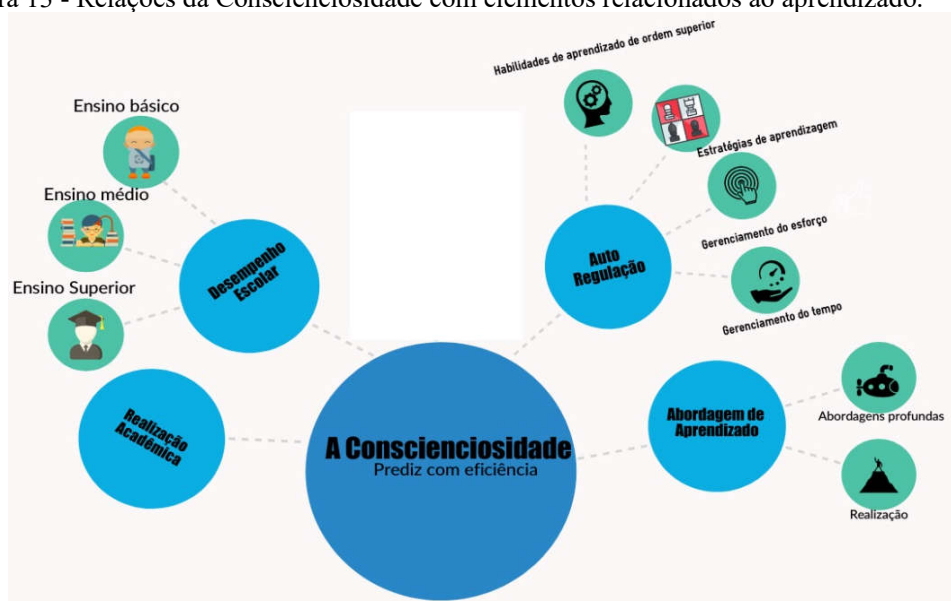 ra 13 - Relações da Conscienciosidade com elementos relacionados ao aprendizado.
Habilidades de aprendizado de ordem superior
Ensino básico
Estratégias de aprendizagem
Ensino médio
Gerenciamento do esforço
Desempenho
Escolar
Auto
Regulação
Ensino Superior
Gerenciamento do tempo
Realização
Acadêmica
Abordagem de
Aprendizado
Abordagens profundas
A Conscienciosidade
Prediz com eficiência
Realização